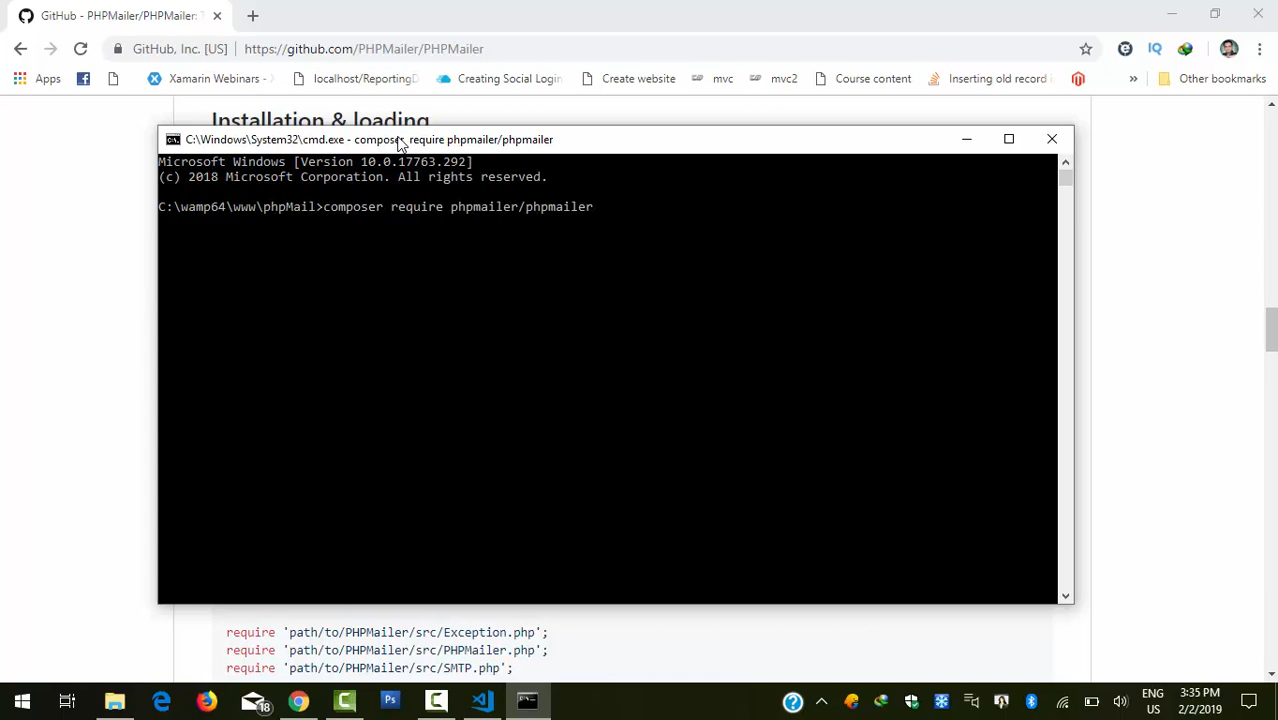 GitHub - PHPMailer/PHPMailer: T
GitHub, Inc. [US]
https://github.com/PHPMailer/PHPMailer
Apps
Xamarin Webinars -
localhost/ReportingD
Creating Social Login
Create website
mvc
mvc2
Course content
Inserting old record i
»
Other bookmarks
Installation & loading
C:\Windows\System32\cmd.exe - composer require phpmailer/phpmailer
Microsoft Windows [Version 10.0.17763.292]
(c) 2018 Microsoft Corporation. All rights reserved.
C:\wamp64\www\phpMail>composer require phpmailer/phpmailer
require 'path/to/PHPMailer/src/Exception.php';
require 'path/to/PHPMailer/src/PHPMailer.php';
require 'path/to/PHPMailer/src/SMTP.php';
18
ENG
US
3:35 PM
2/2/2019